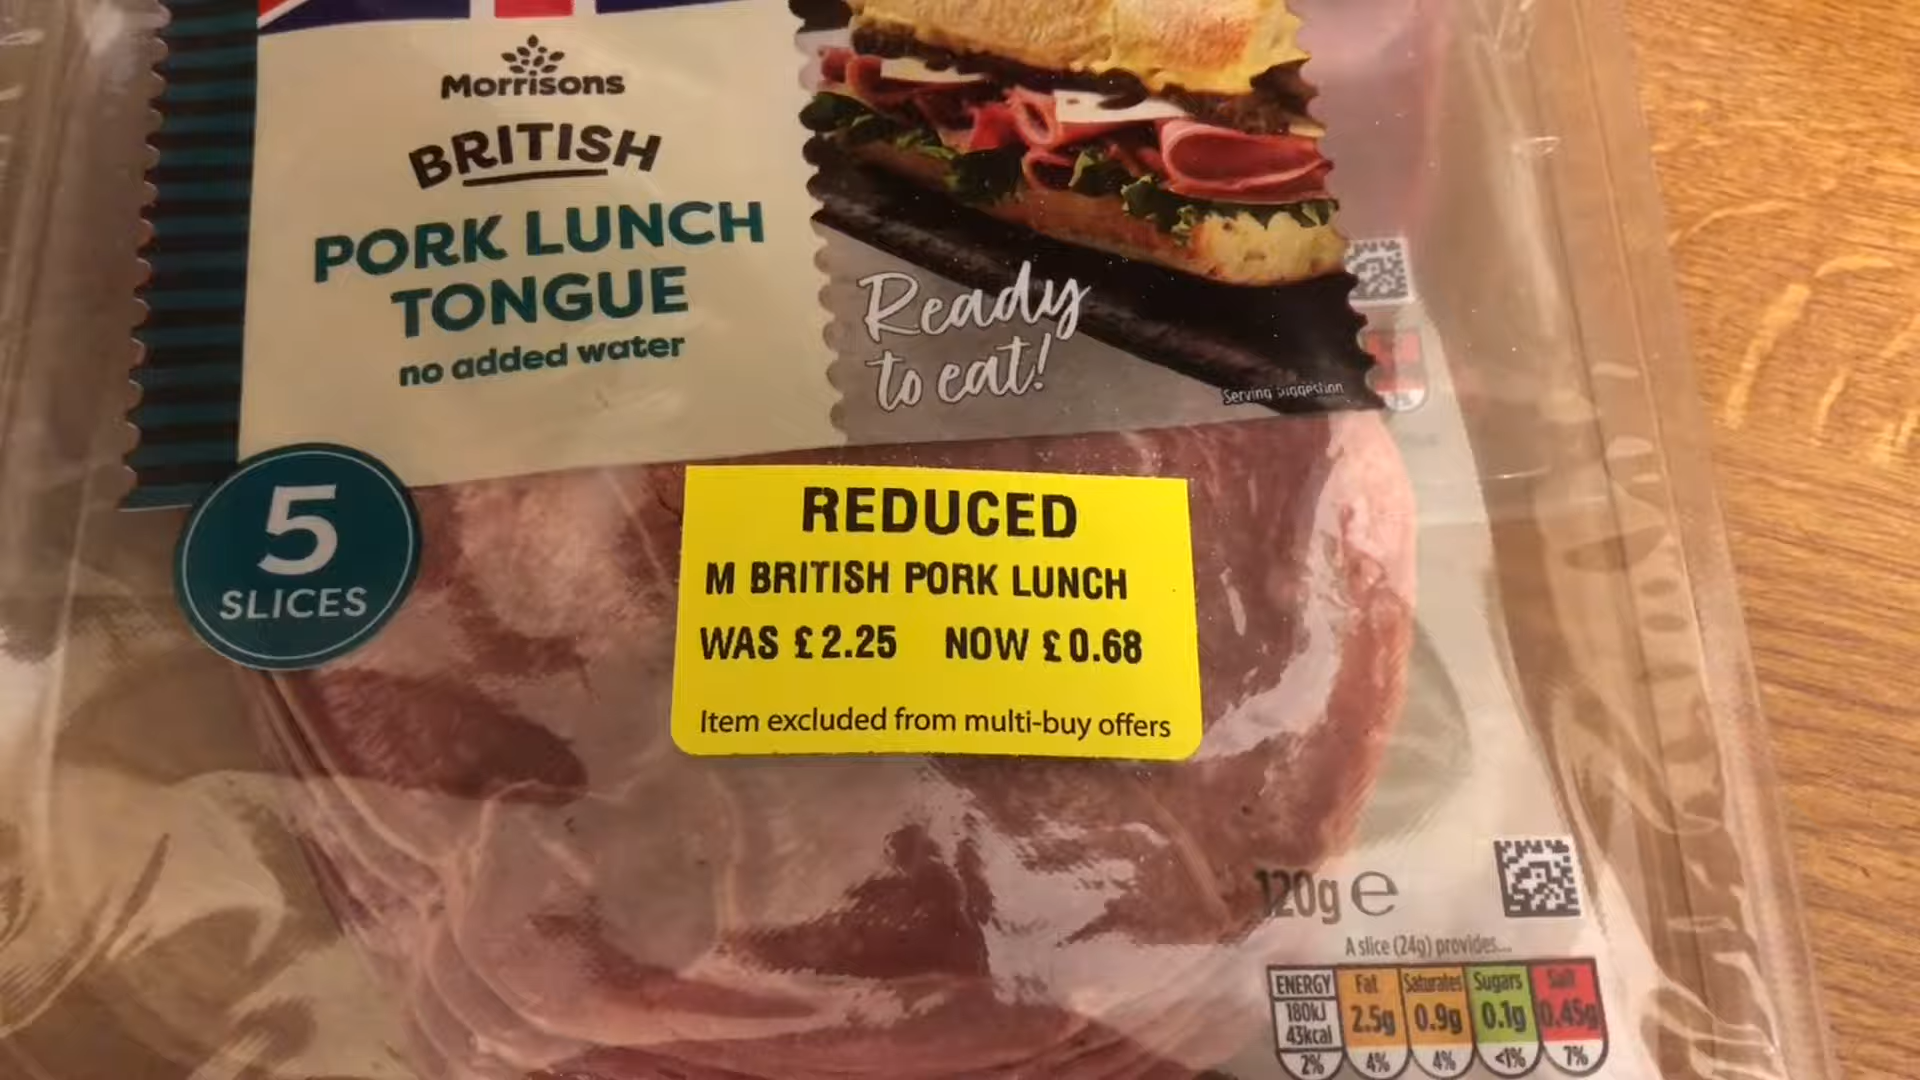 Morrisons
BRITISH
PORK LUNCH
TONGUE
no added water
Ready
to eat!
Serving Suggestion
5
SLICES
REDUCED
M BRITISH PORK LUNCH
WAS £2.25 NOW £0.68
Item excluded from multi-buy offers
120g e
A slice (24g) provides...
ENERGY Fat Saturates Sugars Salt
180kJ 2.5g 0.9g 0.1g 0.45g
43kcal
2% 4% 4% <1% 7%